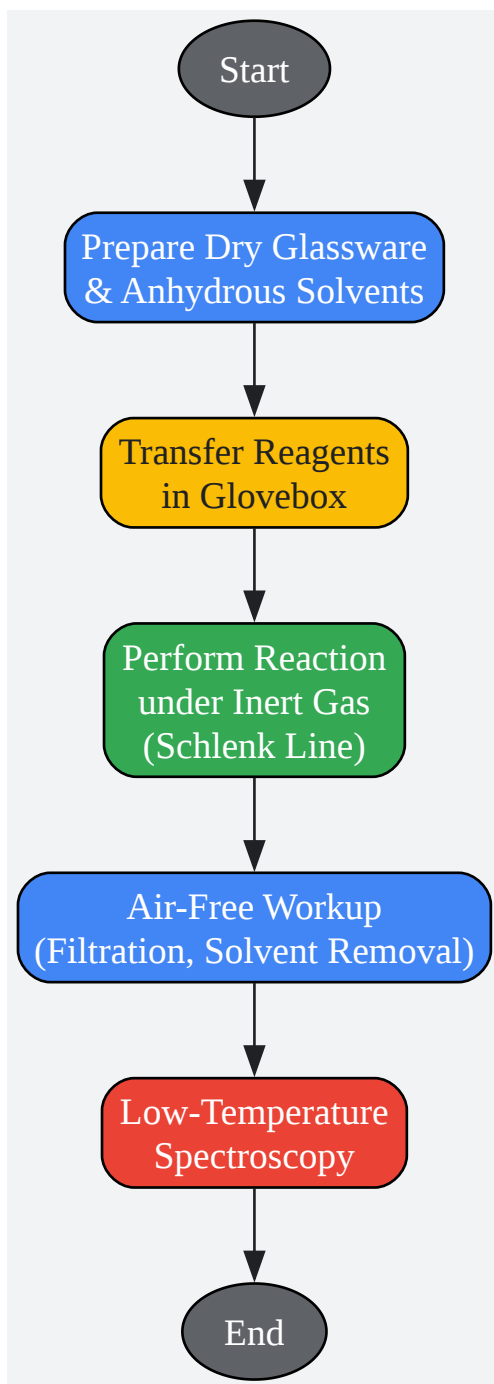 Start
Prepare Dry Glassware
& Anhydrous Solvents
Transfer Reagents
in Glovebox
Perform Reaction
under Inert Gas
(Schlenk Line)
Air-Free Workup
(Filtration, Solvent Removal)
Low-Temperature
Spectroscopy
End